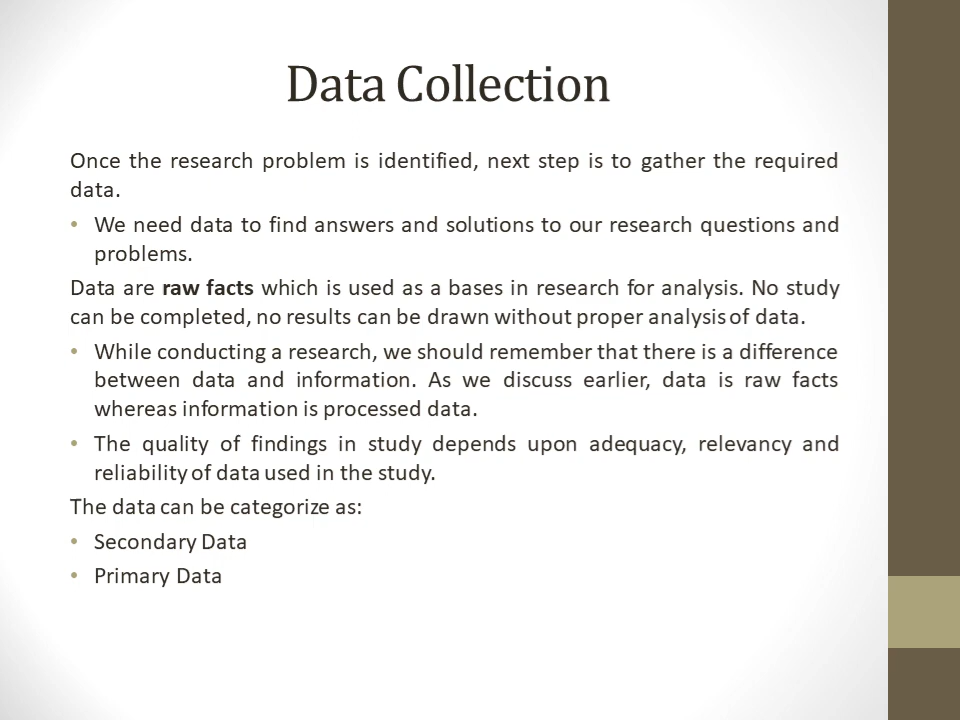 Data Collection
Once the research problem is identified, next step is to gather the required
data.
• We need data to find answers and solutions to our research questions and
problems.
Data are raw facts which is used as a bases in research for analysis. No study
can be completed, no results can be drawn without proper analysis of data.
• While conducting a research, we should remember that there is a difference
between data and information. As we discuss earlier, data is raw facts
whereas information is processed data.
• The quality of findings in study depends upon adequacy, relevancy and
reliability of data used in the study.
The data can be categorize as:
• Secondary Data
• Primary Data